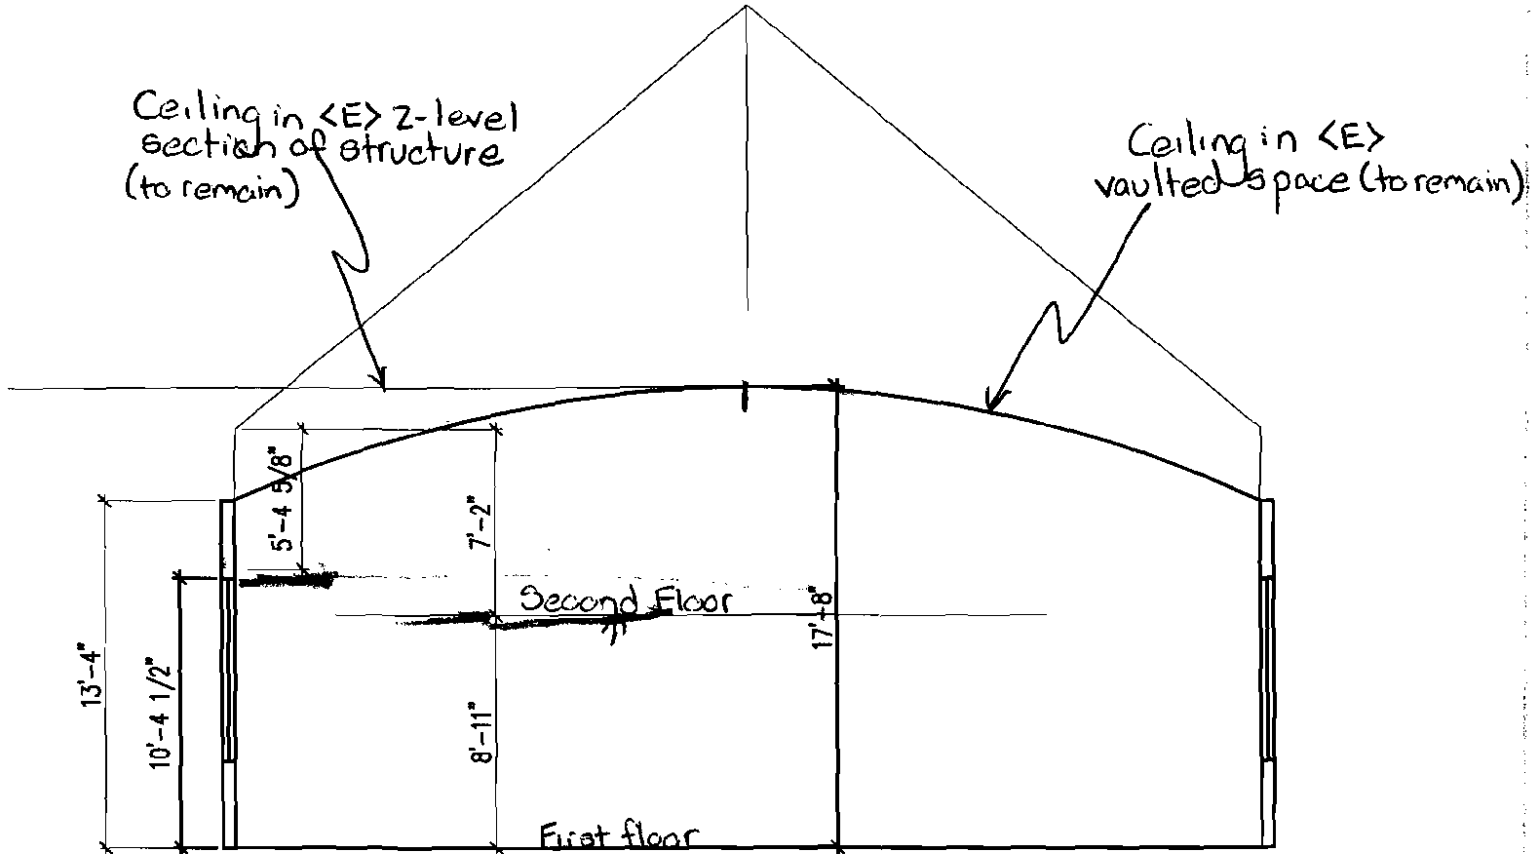 Ceiling in <E> 2-level
section of structure
(to remain)
Ceiling in <E>
vaulted space (to remain)
5'-4 5/8"
7'-2"
Second Floor
17'-8"
13'-4"
10'-4 1/2"
8'-11"
First floor